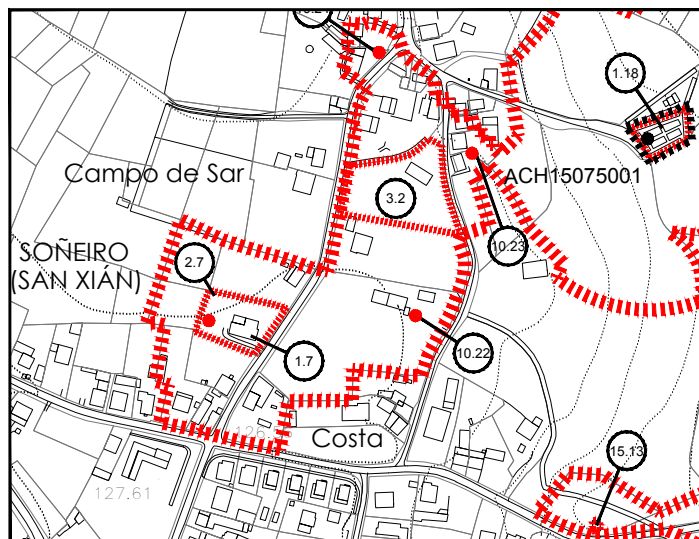 1.18
Campo de Sar
ACH15075001
3.2
10.23
SOÑEIRO
(SAN XIÁN)
2.7
10.22
1.7
Costa
15.13
127.61